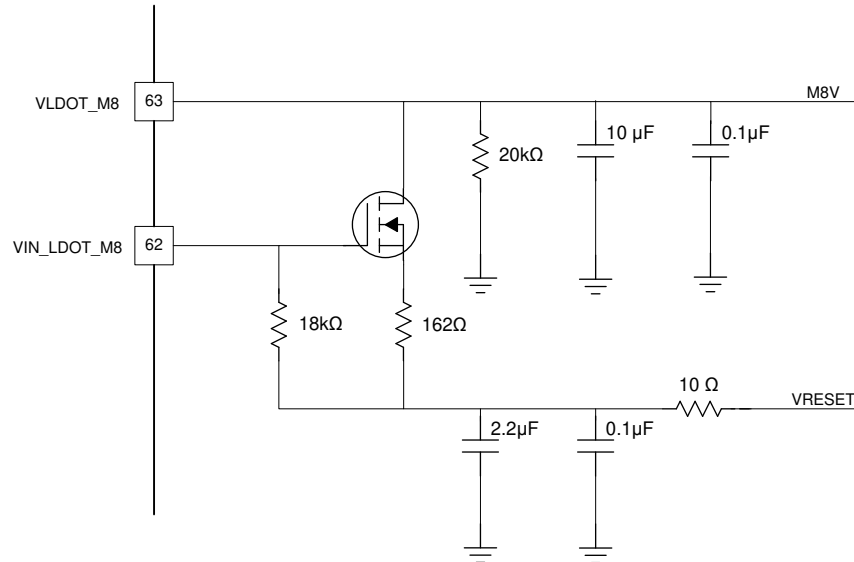 M8V
VLDOT_M8
63
10 µF
0.1µF
20kΩ
VIN_LDOT_M8
62
18kΩ
162Ω
10 Ω
VRESET
2.2µF
0.1µF